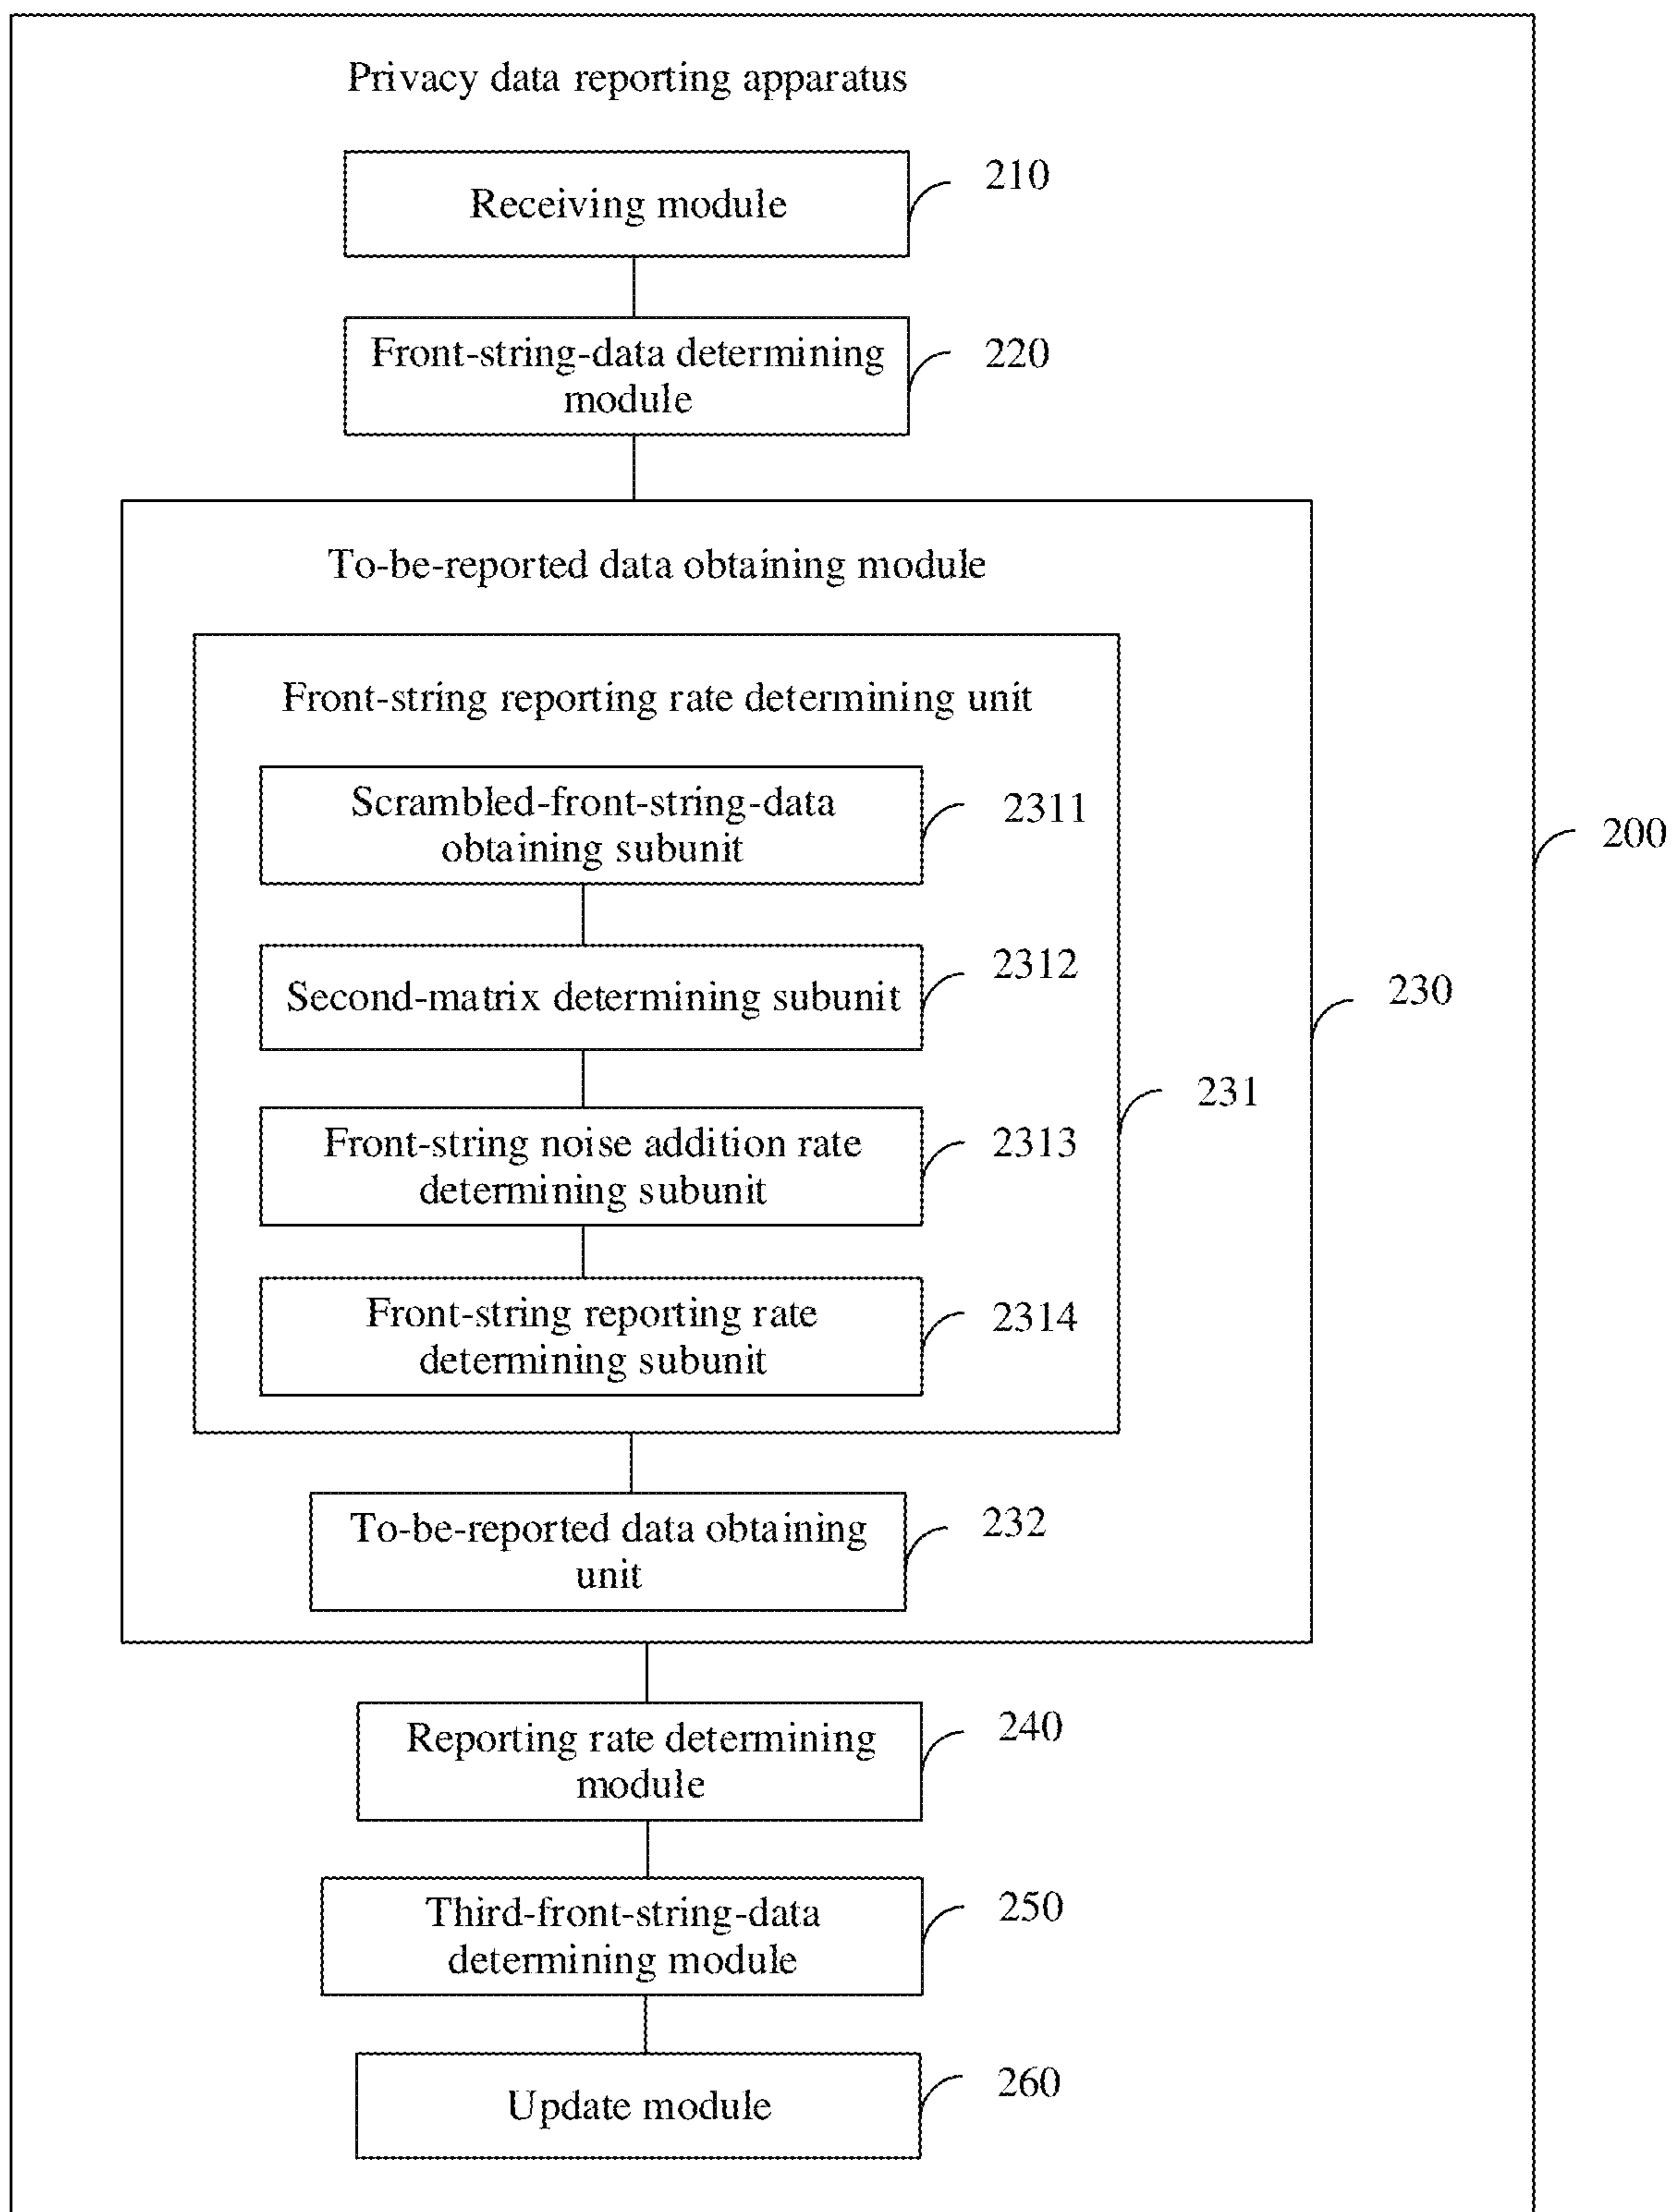 Privacy data reporting apparatus
Receiving module
210
Front-string-data determining
module
220
To-be-reported data obtaining module
Front-string reporting rate determining unit
Scrambled-front-string-data
obtaining subunit
2311
200
Second-matrix determining subunit
2312
230
231
Front-string noise addition rate
determining subunit
2313
Front-string reporting rate
determining subunit
2314
To-be-reported data obtaining
unit
232
Reporting rate determining
module
240
Third-front-string-data
determining module
250
Update module
260